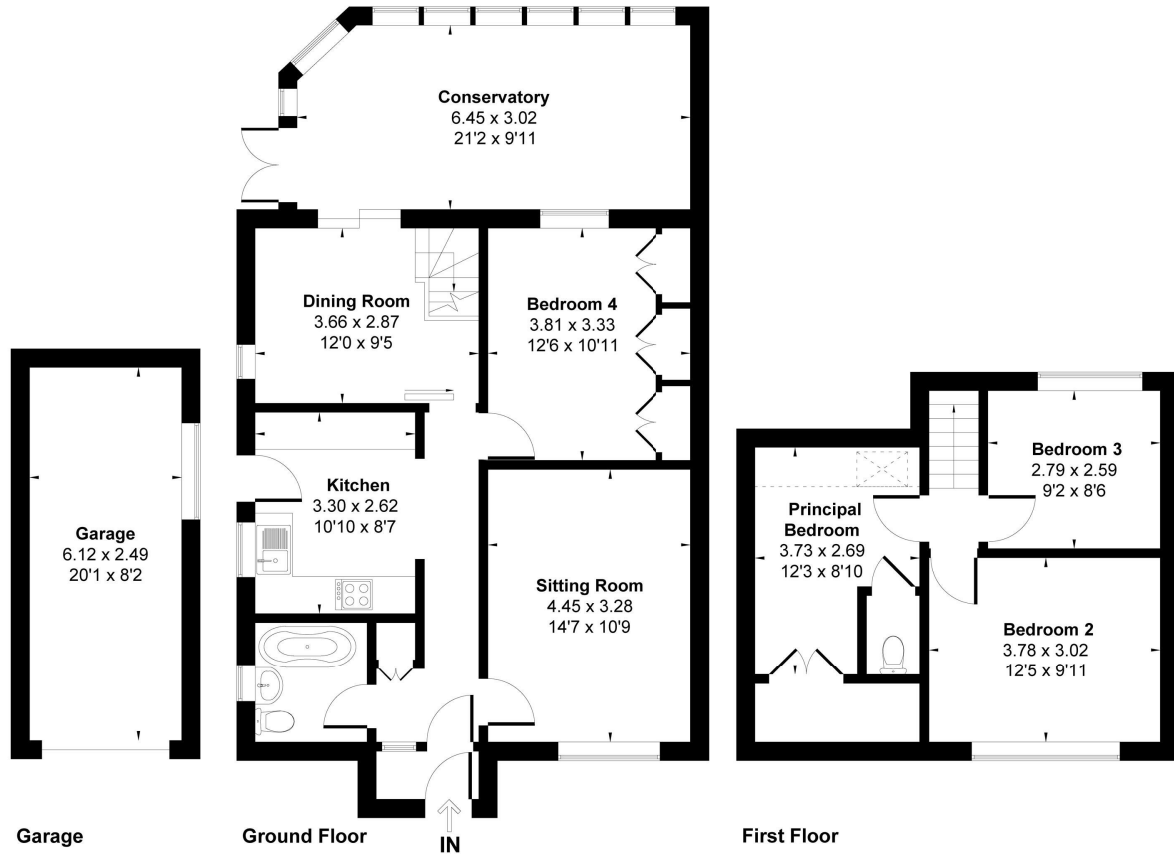 Conservatory
6.45 x 3.02
21'2 x 9'11
Dining Room
3.66 x 2.87
12'0 x 9'5
Bedroom 4
3.81 x 3.33
12'6 x 10'11
Kitchen
3.30 x 2.62
10'10 x 8'7
Garage
6.12 x 2.49
20'1 x 8'2
Sitting Room
4.45 x 3.28
14'7 x 10'9
Bedroom 3
2.79 x 2.59
9'2 x 8'6
Principal
Bedroom
3.73 x 2.69
12'3 x 8'10
Bedroom 2
3.78 x 3.02
12'5 x 9'11
Garage
Ground Floor
IN
First Floor